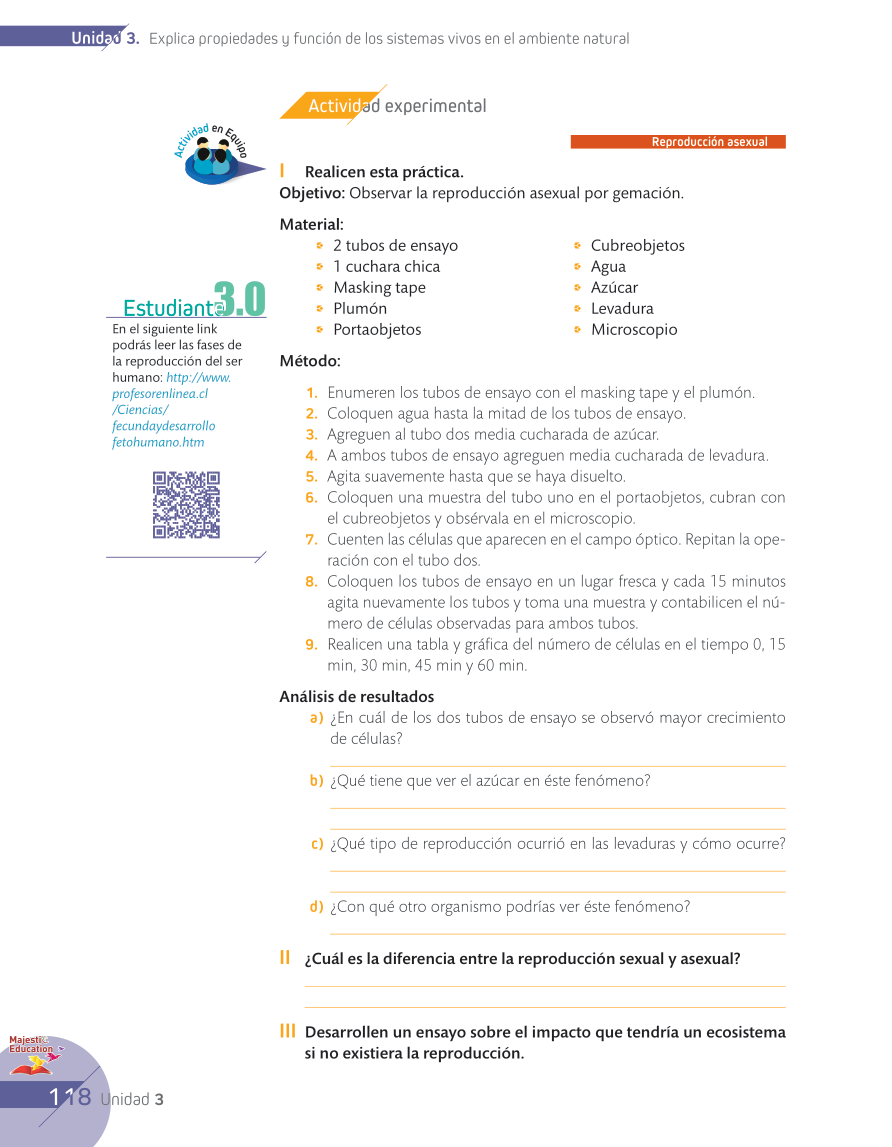 Unidad 3. Explica propiedades y función de los sistemas vivos en el ambiente natural
Actividad experimental
Actividad en Equipo
Reproducción asexual
I Realicen esta práctica.
Objetivo: Observar la reproducción asexual por gemación.
Material:
2 tubos de ensayo
1 cuchara chica
Masking tape
Plumón
Portaobjetos
Cubreobjetos
Agua
Azúcar
Levadura
Microscopio
Estudiante 3.0
En el siguiente link
podrás leer las fases de
la reproducción del ser
humano: http://www.
profesorenlinea.cl
/Ciencias/
fecundaydesarrollo
fetohumano.htm
Método:
1. Enumeren los tubos de ensayo con el masking tape y el plumón.
2. Coloquen agua hasta la mitad de los tubos de ensayo.
3. Agreguen al tubo dos media cucharada de azúcar.
4. A ambos tubos de ensayo agreguen media cucharada de levadura.
5. Agita suavemente hasta que se haya disuelto.
6. Coloquen una muestra del tubo uno en el portaobjetos, cubran con
el cubreobjetos y obsérvala en el microscopio.
7. Cuenten las células que aparecen en el campo óptico. Repitan la ope-
ración con el tubo dos.
8. Coloquen los tubos de ensayo en un lugar fresca y cada 15 minutos
agita nuevamente los tubos y toma una muestra y contabilicen el nú-
mero de células observadas para ambos tubos.
9. Realicen una tabla y gráfica del número de células en el tiempo 0, 15
min, 30 min, 45 min y 60 min.
Análisis de resultados
a) ¿En cuál de los dos tubos de ensayo se observó mayor crecimiento
de células?
b) ¿Qué tiene que ver el azúcar en éste fenómeno?
c) ¿Qué tipo de reproducción ocurrió en las levaduras y cómo ocurre?
d) ¿Con qué otro organismo podrías ver éste fenómeno?
II ¿Cuál es la diferencia entre la reproducción sexual y asexual?
III Desarrollen un ensayo sobre el impacto que tendría un ecosistema
si no existiera la reproducción.
Majestic
Education
118 Unidad 3